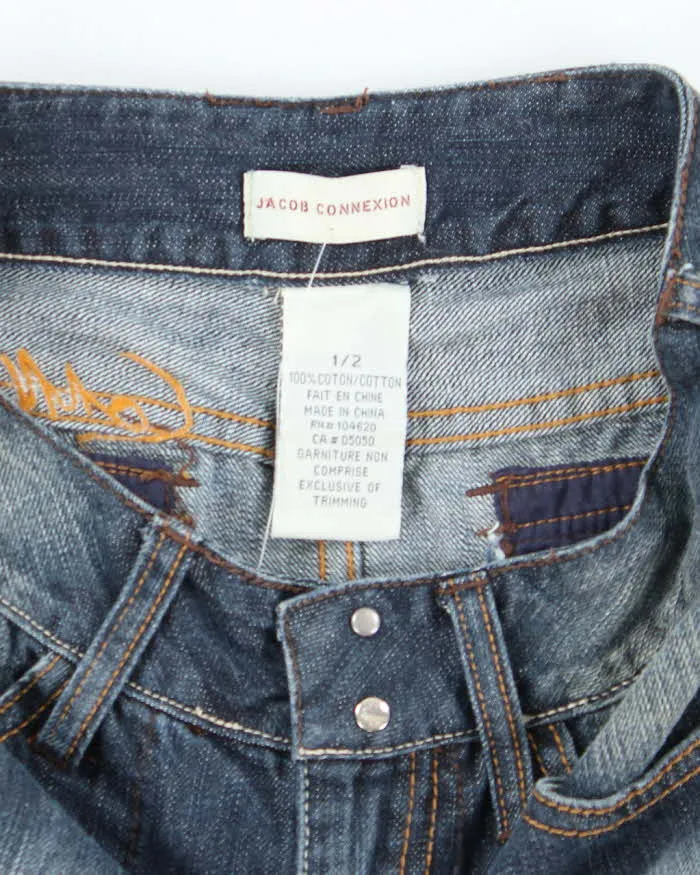 JACOB CONNEXION
1/2
100% COTON/COTTON
FAIT EN CHINE
MADE IN CHINA
RN# 104620
CA # 05050
GARNITURE NON
COMPRISE
EXCLUSIVE OF
TRIMMING